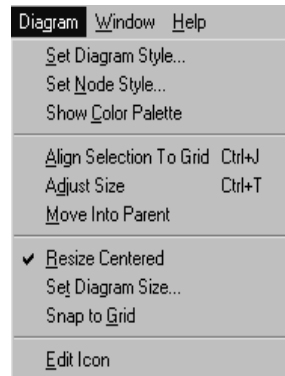 Diagram Window Help
Set Diagram Style...
Set Node Style...
Show Color Palette
Align Selection To Grid Ctrl+J
Adjust Size Ctrl+T
Move Into Parent
✔ Resize Centered
Set Diagram Size...
Snap to Grid
Edit Icon